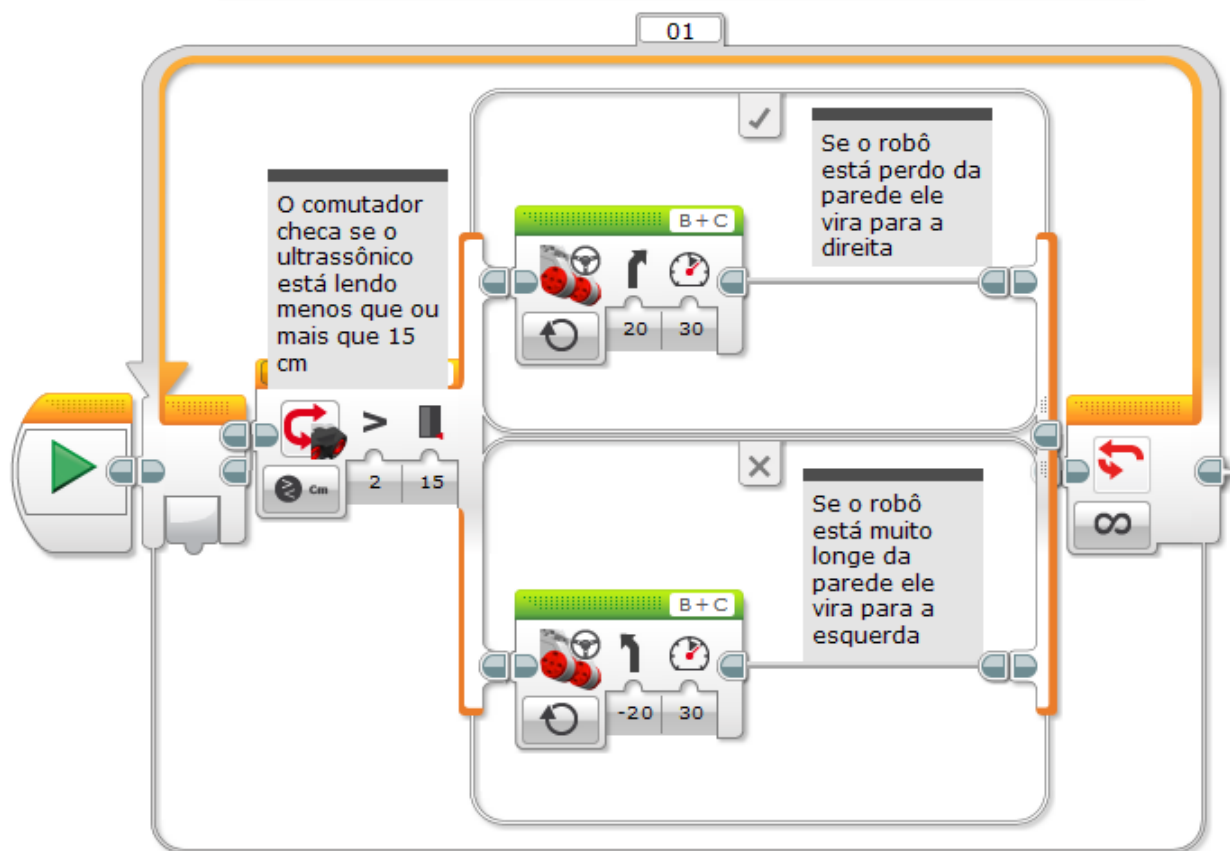 01
O comutador
checa se o
ultrassônico
está lendo
menos que ou
mais que 15
cm
Cm
>
2
15
Se o robô
está perdo da
parede ele
vira para a
direita
B + C
20
30
Se o robô
está muito
longe da
parede ele
vira para a
esquerda
B + C
-20
30
∞